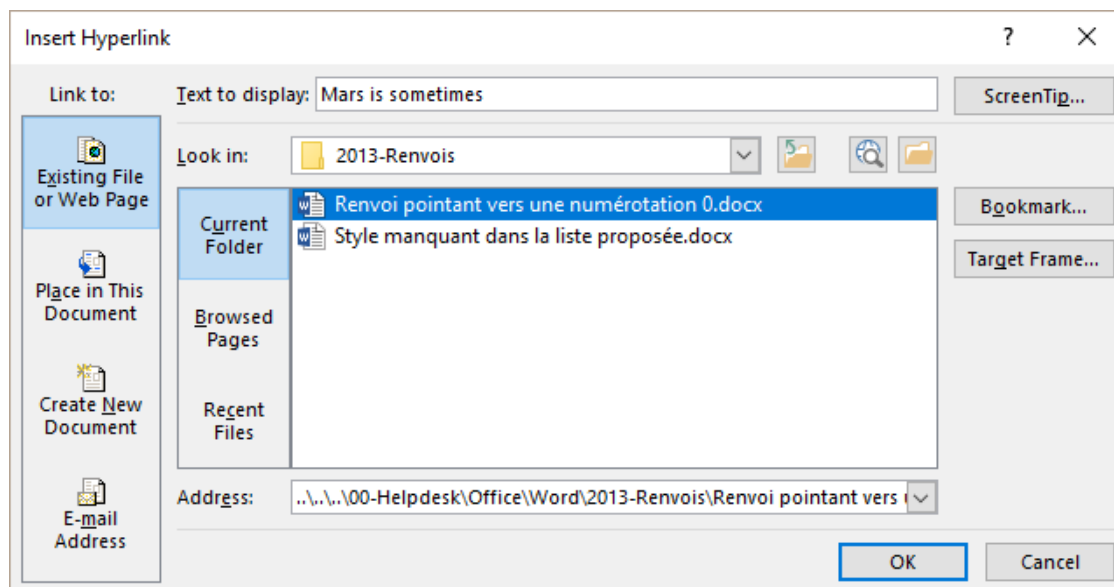 Insert Hyperlink
?
Link to:
Text to display: Mars is sometimes
ScreenTip...
Existing File
or Web Page
Look in: 2013-Renvois
Current
Folder
Renvoi pointant vers une numérotation 0.docx
Style manquant dans la liste proposée.docx
Bookmark...
Target Frame...
Place in This
Document
Browsed
Pages
Create New
Document
Recent
Files
E-mail
Address
Address: ..\..\..\00-Helpdesk\Office\Word\2013-Renvois\Renvoi pointant vers
OK
Cancel